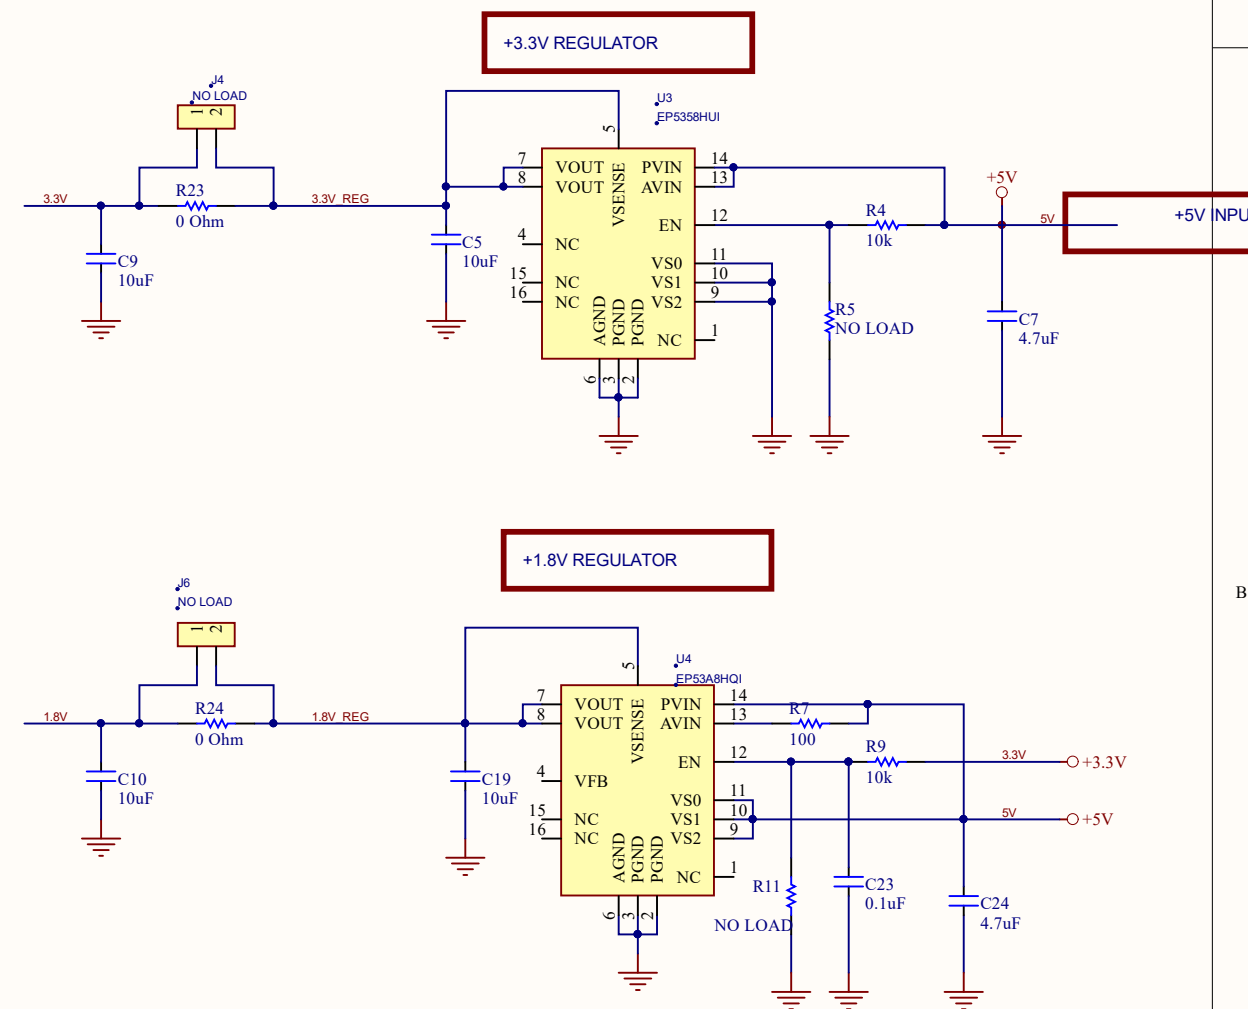 +3.3V REGULATOR
J4
NO LOAD
1
2
R23
0 Ohm
3.3V
3.3V_REG
C9
10uF
C5
10uF
U3
EP5358HUI
5
7
8
4
15
16
VOUT
VOUT
NC
NC
NC
VSENSE
PVIN
AVIN
EN
VS0
VS1
VS2
NC
AGND
PGND
PGND
14
13
12
11
10
9
1
6
3
2
R4
10k
R5
NO LOAD
+5V
5V
+5V INPU
C7
4.7uF
B
+1.8V REGULATOR
J6
NO LOAD
1
2
R24
0 Ohm
1.8V
1.8V_REG
C10
10uF
C19
10uF
U4
EP53A8HQI
5
7
8
4
15
16
VOUT
VOUT
VFB
NC
NC
VSENSE
PVIN
AVIN
EN
VS0
VS1
VS2
NC
AGND
PGND
PGND
14
13
12
11
10
9
1
6
3
2
R7
100
R9
10k
3.3V
+3.3V
5V
+5V
R11
NO LOAD
C23
0.1uF
C24
4.7uF